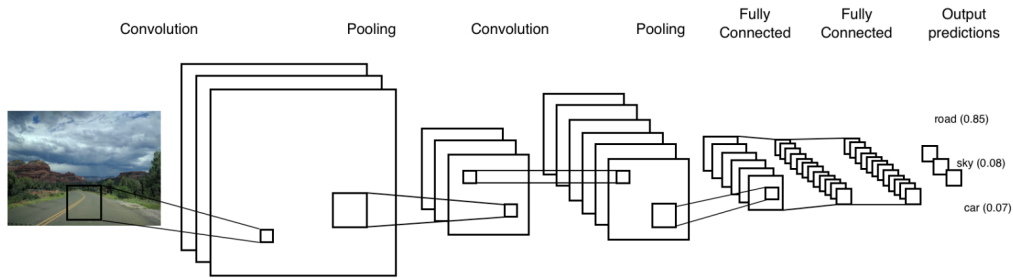 Convolution
Pooling
Convolution
Pooling
Fully
Connected
Fully
Connected
Output
predictions
road (0.85)
sky (0.08)
car (0.07)